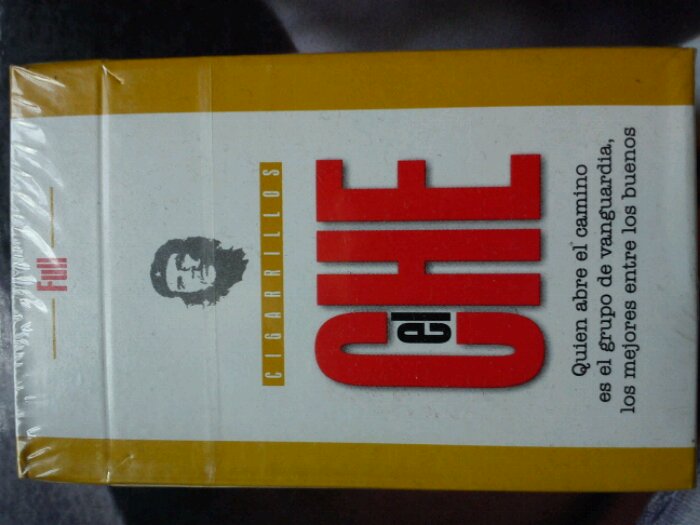 Full
CIGARRILLOS
el
CHE
Quien abre el camino
es el grupo de vanguardia,
los mejores entre los buenos